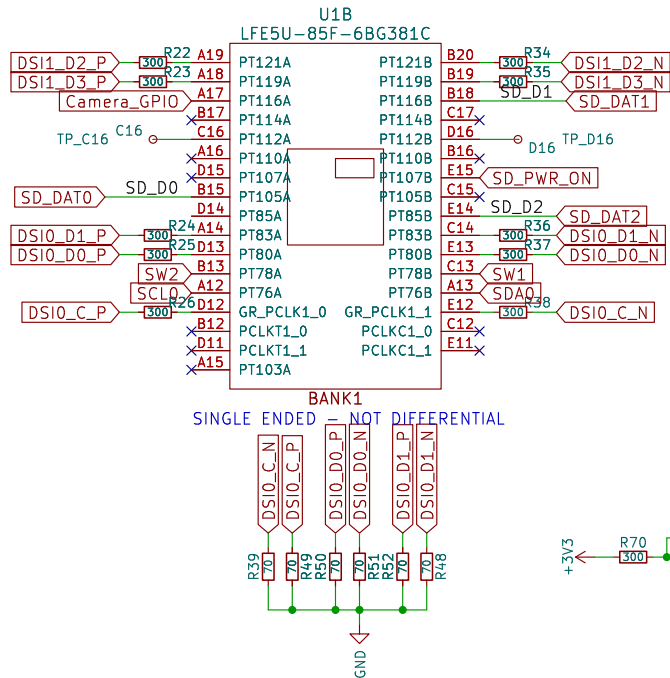 U1B
LFE5U-85F-6BG381C
DSI1_D2_P 300 R22 A19 PT121A PT121B B20 300 R34 DSI1_D2_N
DSI1_D3_P 300 R23 A18 PT119A PT119B B19 300 R35 DSI1_D3_N
Camera_GPIO A17 PT116A PT116B B18 SD_D1 SD_DAT1
B17 PT114A PT114B C17
TP_C16 C16 C16 PT112A PT112B D16 D16 TP_D16
A16 PT110A PT110B B16
D15 PT107A PT107B E15 SD_PWR_ON
SD_DAT0 SD_D0 B15 PT105A PT105B C15
D14 PT85A PT85B E14 SD_D2 SD_DAT2
DSI0_D1_P 300 R24 A14 PT83A PT83B C14 300 R36 DSI0_D1_N
DSI0_D0_P 300 R25 D13 PT80A PT80B E13 300 R37 DSI0_D0_N
SW2 B13 PT78A PT78B C13 SW1
SCL0 A12 PT76A PT76B A13 SDA0
DSI0_C_P 300 R26 D12 GR_PCLK1_0 GR_PCLK1_1 E12 300 R38 DSI0_C_N
B12 PCLKT1_0 PCLKC1_0 C12
D11 PCLKT1_1 PCLKC1_1 E11
A15 PT103A
BANK1
SINGLE ENDED - NOT DIFFERENTIAL
DSI0_C_N DSI0_C_P DSI0_D0_P DSI0_D0_N DSI0_D1_P DSI0_D1_N
R39 70 70 R49 R50 70 70 R51 R52 70 70 R48
+3V3 R70 300
GND